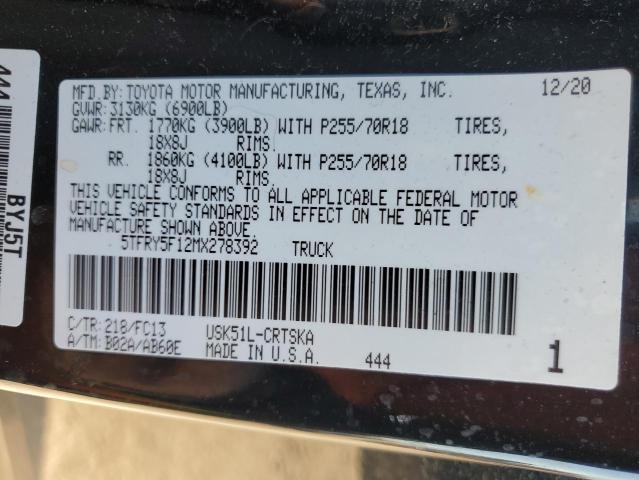 MFD.BY: TOYOTA MOTOR MANUFACTURING, TEXAS, INC. 12/20
GVWR: 3130KG (6900LB)
GAWR: FRT. 1770KG (3900LB) WITH P255/70R18 TIRES,
18X8J RIMS.
RR. 1860KG (4100LB) WITH P255/70R18 TIRES,
18X8J RIMS.
THIS VEHICLE CONFORMS TO ALL APPLICABLE FEDERAL MOTOR
VEHICLE SAFETY STANDARDS IN EFFECT ON THE DATE OF
MANUFACTURE SHOWN ABOVE.
5TFRY5F12MX278392 TRUCK
C/TR: 218/FC13 USK51L-CRTSKA
A/TM: B02A/AB60E MADE IN U.S.A. 444 1
BYJ5T